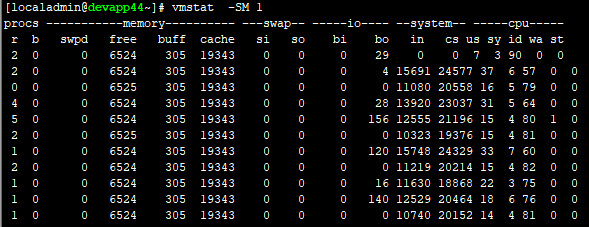 [localadmin@devapp44~]# vmstat -SM 1
procs -----------memory---------- ---swap-- -----io---- --system-- -----cpu-----
r b swpd free buff cache si so bi bo in cs us sy id wa st
2 0 0 6524 305 19343 0 0 0 29 0 0 7 3 90 0 0
2 0 0 6524 305 19343 0 0 0 4 15691 24577 37 6 57 0 0
0 0 0 6525 305 19343 0 0 0 0 11080 20558 16 5 79 0 0
4 0 0 6524 305 19343 0 0 0 28 13920 23037 31 5 64 0 0
5 0 0 6524 305 19343 0 0 0 156 12555 21196 15 4 80 1 0
2 0 0 6525 305 19343 0 0 0 0 10323 19376 15 4 81 0 0
1 0 0 6524 305 19343 0 0 0 120 15748 24329 33 7 60 0 0
2 0 0 6524 305 19343 0 0 0 0 11219 20214 15 4 82 0 0
1 0 0 6524 305 19343 0 0 0 16 11630 18868 22 3 75 0 0
1 0 0 6524 305 19343 0 0 0 140 12529 20464 18 6 76 0 0
1 0 0 6524 305 19343 0 0 0 0 10740 20152 14 4 81 0 0